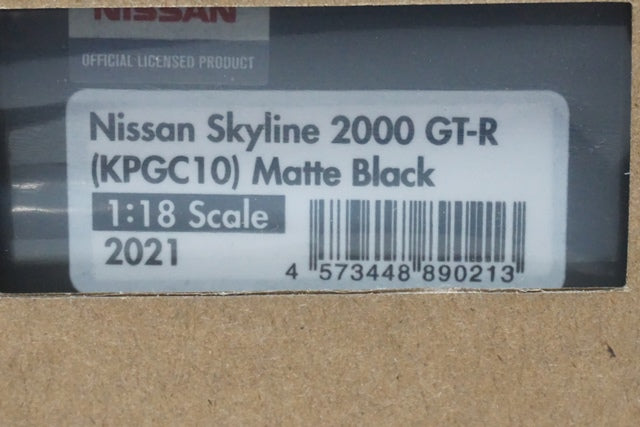 NISSAN
OFFICIAL LICENSED PRODUCT
Nissan Skyline 2000 GT-R
(KPGC10) Matte Black
1:18 Scale
2021
4 573448 890213